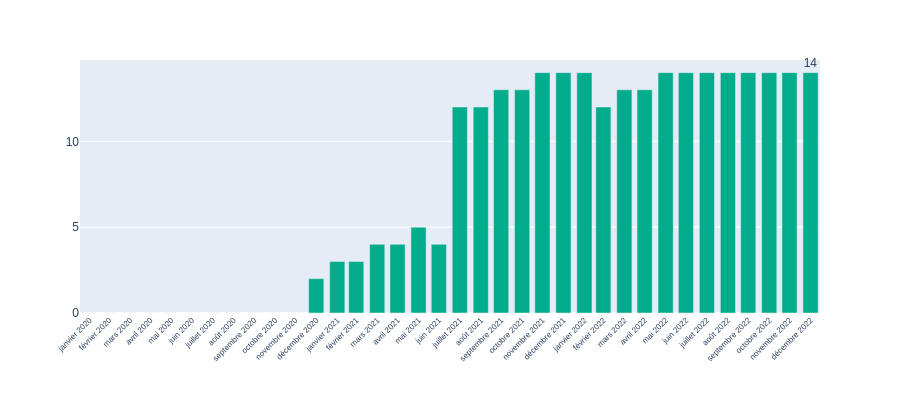 14
10
5
0
janvier 2020
février 2020
mars 2020
avril 2020
mai 2020
juin 2020
juillet 2020
août 2020
septembre 2020
octobre 2020
novembre 2020
décembre 2020
janvier 2021
février 2021
mars 2021
avril 2021
mai 2021
juin 2021
juillet 2021
août 2021
septembre 2021
octobre 2021
novembre 2021
décembre 2021
janvier 2022
février 2022
mars 2022
avril 2022
mai 2022
juin 2022
juillet 2022
août 2022
septembre 2022
octobre 2022
novembre 2022
décembre 2022